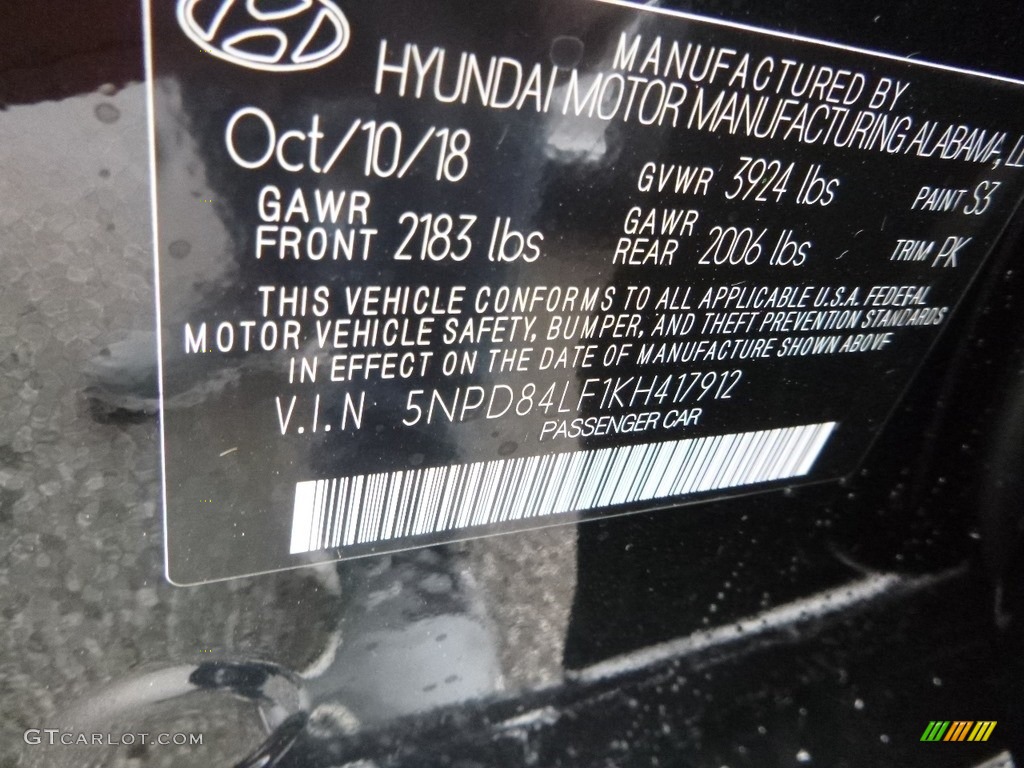 MANUFACTURED BY
HYUNDAI MOTOR MANUFACTURING ALABAMA, LL
Oct/10/18
GVWR 3924 lbs PAINT S3
GAWR FRONT 2183 lbs
GAWR REAR 2006 lbs TRIM PK
THIS VEHICLE CONFORMS TO ALL APPLICABLE U.S.A. FEDERAL
MOTOR VEHICLE SAFETY, BUMPER, AND THEFT PREVENTION STANDARDS
IN EFFECT ON THE DATE OF MANUFACTURE SHOWN ABOVE
V.I.N 5NPD84LF1KH417912
PASSENGER CAR
GTCARLOT.COM